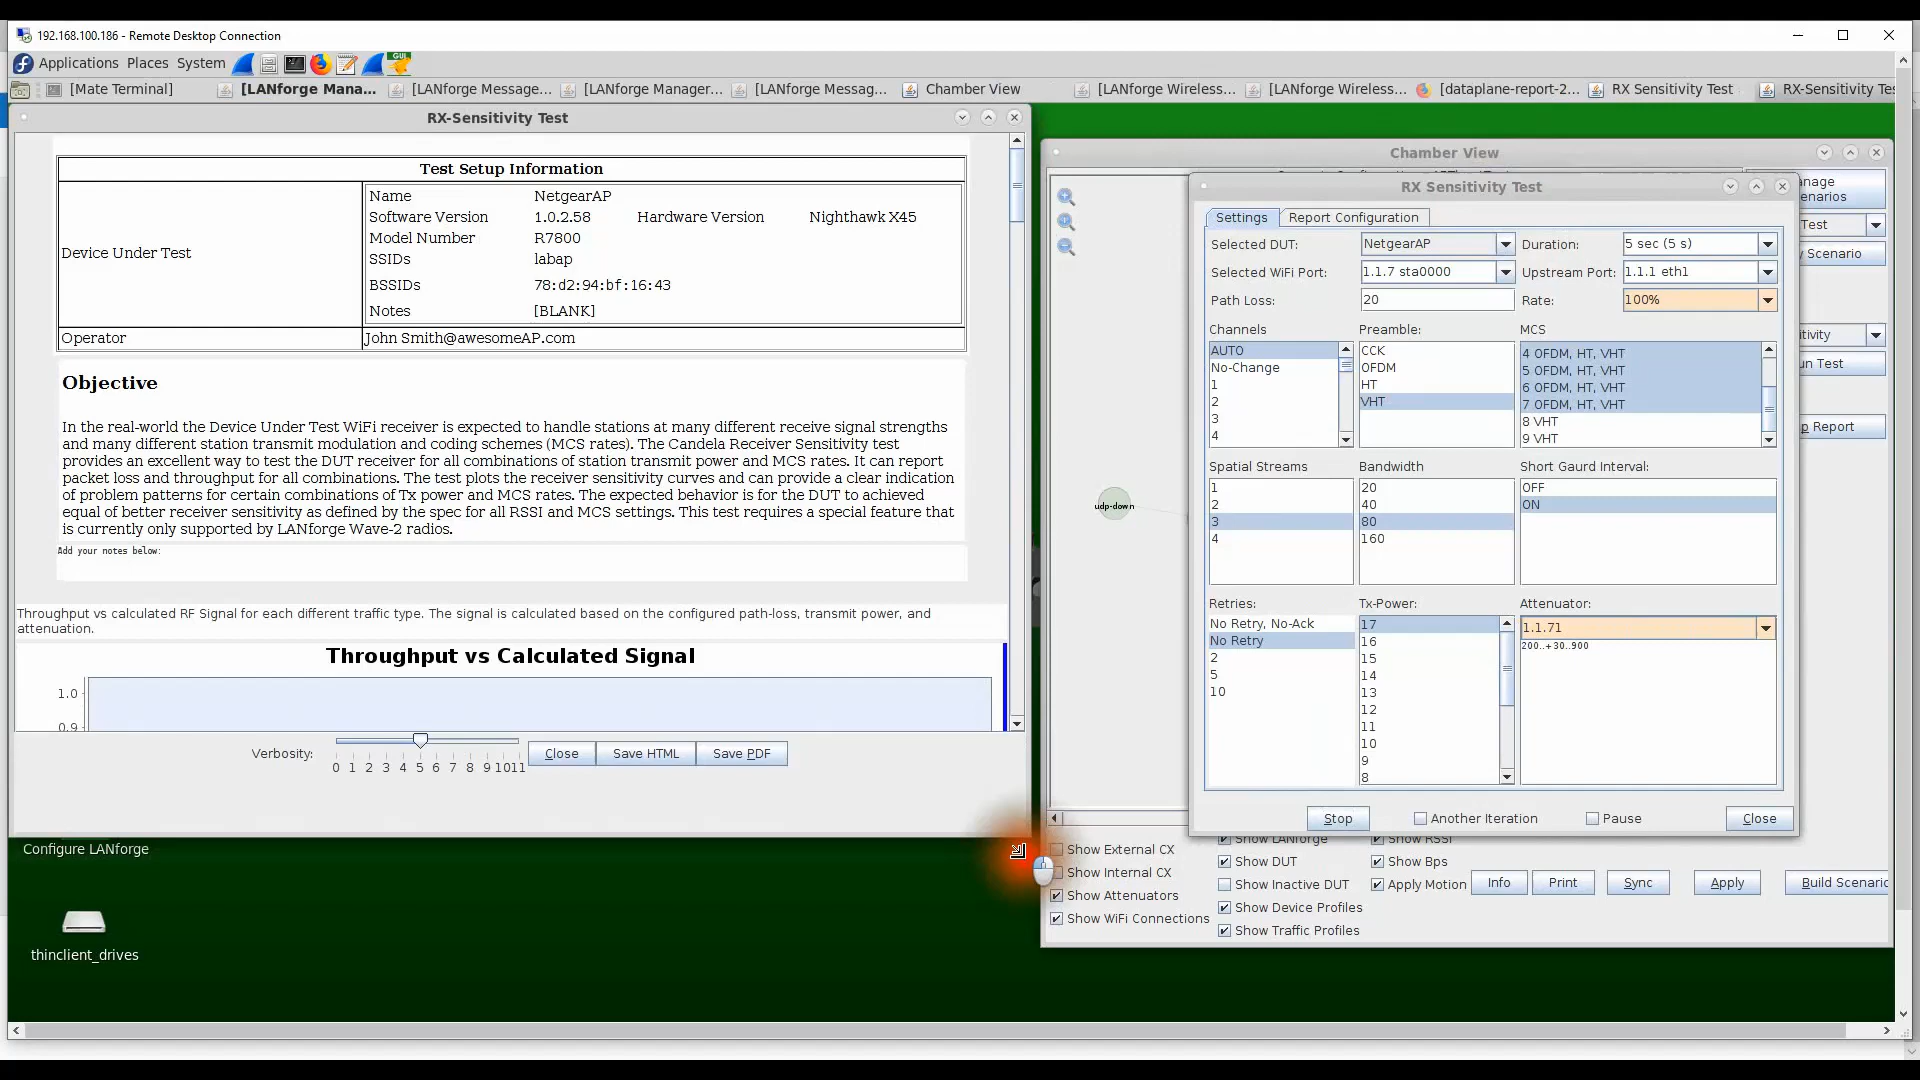 192.168.100.186 - Remote Desktop Connection
Applications Places System
[Mate Terminal] [LANforge Mana... [LANforge Message... [LANforge Manager... [LANforge Messag... Chamber View [LANforge Wireless... [LANforge Wireless... [dataplane-report-2... RX Sensitivity Test RX-Sensitivity Tes
RX-Sensitivity Test
Test Setup Information
Device Under Test
Name NetgearAP
Software Version 1.0.2.58 Hardware Version Nighthawk X45
Model Number R7800
SSIDs labap
BSSIDs 78:d2:94:bf:16:43
Notes [BLANK]
Operator John Smith@awesomeAP.com
Objective
In the real-world the Device Under Test WiFi receiver is expected to handle stations at many different receive signal strengths
and many different station transmit modulation and coding schemes (MCS rates). The Candela Receiver Sensitivity test
provides an excellent way to test the DUT receiver for all combinations of station transmit power and MCS rates. It can report
packet loss and throughput for all combinations. The test plots the receiver sensitivity curves and can provide a clear indication
of problem patterns for certain combinations of Tx power and MCS rates. The expected behavior is for the DUT to achieved
equal of better receiver sensitivity as defined by the spec for all RSSI and MCS settings. This test requires a special feature that
is currently only supported by LANforge Wave-2 radios.
Add your notes below:
Throughput vs calculated RF Signal for each different traffic type. The signal is calculated based on the configured path-loss, transmit power, and
attenuation.
Throughput vs Calculated Signal
1.0
0.9
Verbosity:
0 1 2 3 4 5 6 7 8 9 10 11
Close Save HTML Save PDF
Configure LANforge
thinclient_drives
Chamber View
anage
enarios
Test
y Scenario
tivity
un Test
p Report
udp-down
RX Sensitivity Test
Settings Report Configuration
Selected DUT: NetgearAP Duration: 5 sec (5 s)
Selected WiFi Port: 1.1.7 sta0000 Upstream Port: 1.1.1 eth1
Path Loss: 20 Rate: 100%
Channels
AUTO
No-Change
1
2
3
4
Preamble:
CCK
OFDM
HT
VHT
MCS
4 OFDM, HT, VHT
5 OFDM, HT, VHT
6 OFDM, HT, VHT
7 OFDM, HT, VHT
8 VHT
9 VHT
Spatial Streams
1
2
3
4
Bandwidth
20
40
80
160
Short Gaurd Interval:
OFF
ON
Retries:
No Retry, No-Ack
No Retry
2
5
10
Tx-Power:
17
16
15
14
13
12
11
10
9
8
Attenuator:
1.1.71
200..+30..900
Stop Another Iteration Pause Close
Show External CX
Show Internal CX
Show Attenuators
Show WiFi Connections
Show LANforge
Show DUT
Show Inactive DUT
Show Device Profiles
Show Traffic Profiles
Show RSSI
Show Bps
Apply Motion
Info Print Sync Apply Build Scenario